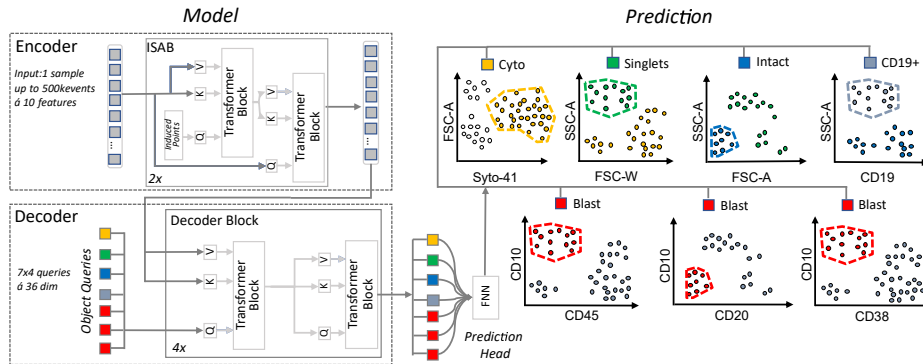 Model
Prediction
Encoder
Input:1 sample
up to 500kevents
á 10 features
...
ISAB
V
K
Q
Induced
Points
Transformer
Block
V
K
Q
Transformer
Block
2x
...
Decoder
7x4 queries
á 36 dim
Object Queries
Decoder Block
V
K
Q
Transformer
Block
V
K
Q
Transformer
Block
4x
FNN
Prediction
Head
Cyto
FSC-A
Syto-41
Singlets
SSC-A
FSC-W
Intact
SSC-A
FSC-A
CD19+
SSC-A
CD19
Blast
CD10
CD45
Blast
CD10
CD20
Blast
CD10
CD38